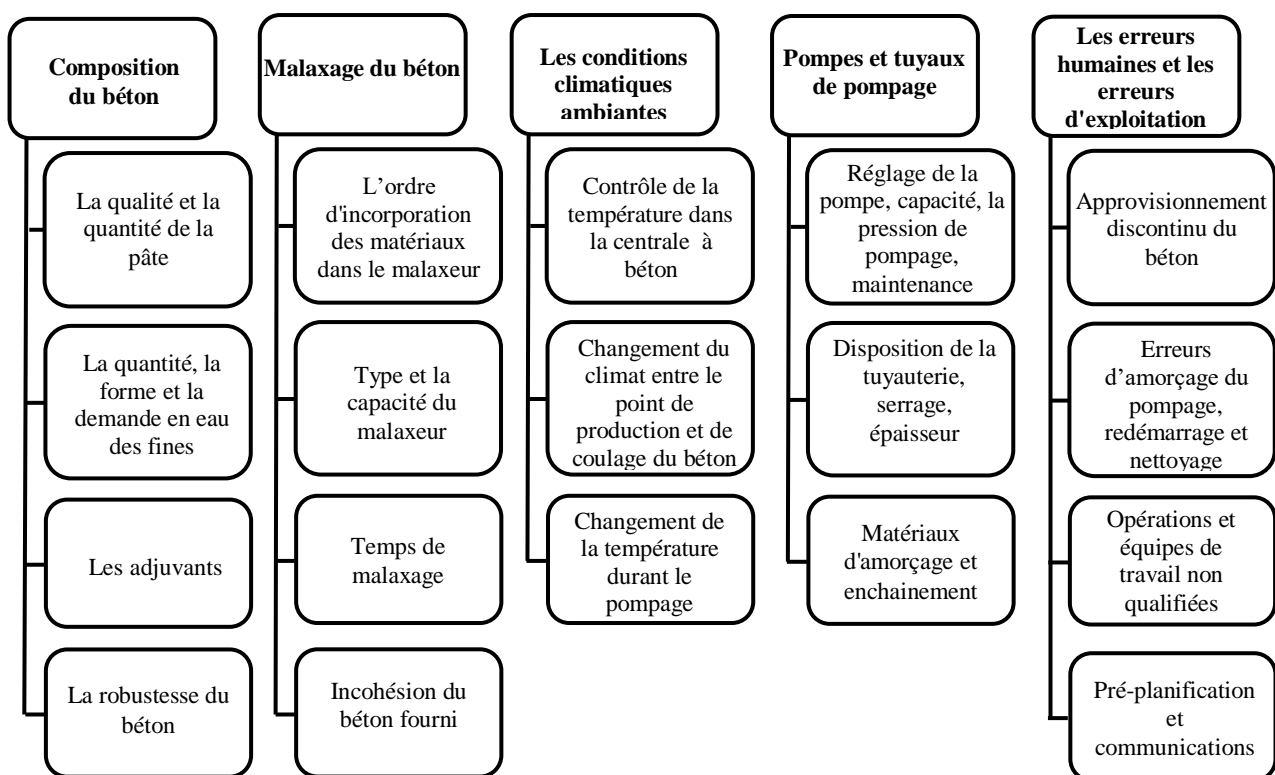 Composition
du béton
La qualité et la
quantité de la
pâte
La quantité, la
forme et la
demande en eau
des fines
Les adjuvants
La robustesse du
béton
Malaxage du béton
L’ordre
d'incorporation
des matériaux
dans le malaxeur
Type et la
capacité du
malaxeur
Temps de
malaxage
Incohésion du
béton fourni
Les conditions
climatiques
ambiantes
Contrôle de la
température dans
la centrale à
béton
Changement du
climat entre le
point de
production et de
coulage du béton
Changement de
la température
durant le
pompage
Pompes et tuyaux
de pompage
Réglage de la
pompe, capacité, la
pression de
pompage,
maintenance
Disposition de la
tuyauterie,
serrage,
épaisseur
Matériaux
d'amorçage et
enchainement
Les erreurs
humaines et les
erreurs
d'exploitation
Approvisionnement
discontinu du
béton
Erreurs
d’amorçage du
pompage,
redémarrage et
nettoyage
Opérations et
équipes de
travail non
qualifiées
Pré-planification
et
communications